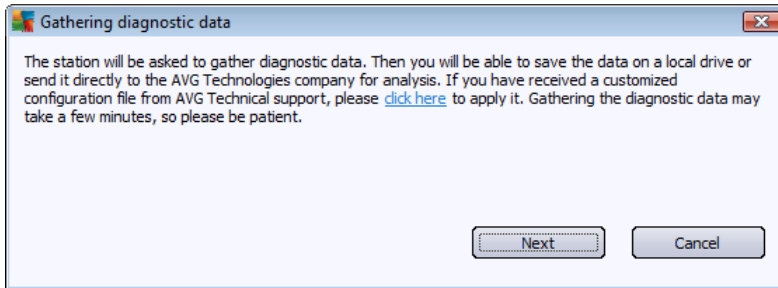 Gathering diagnostic data
The station will be asked to gather diagnostic data. Then you will be able to save the data on a local drive or
send it directly to the AVG Technologies company for analysis. If you have received a customized
configuration file from AVG Technical support, please click here to apply it. Gathering the diagnostic data may
take a few minutes, so please be patient.
Next
Cancel